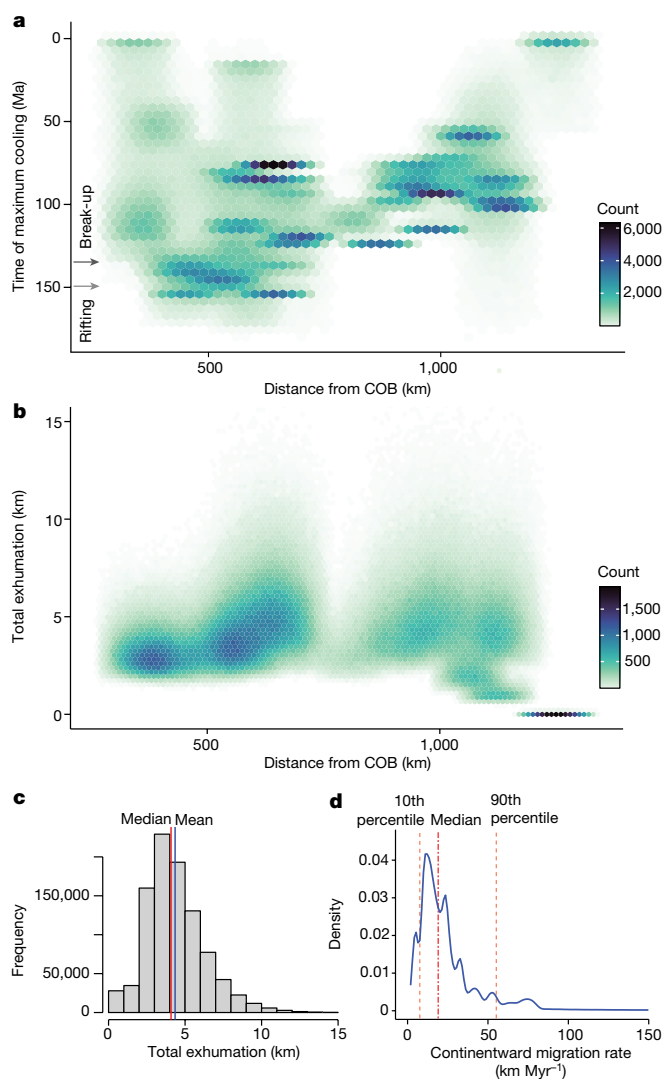 a
0
50
100
150
Time of maximum cooling (Ma)
Break-up
Rifting
Count
6,000
4,000
2,000
500
1,000
Distance from COB (km)
b
15
10
5
0
Total exhumation (km)
Count
1,500
1,000
500
500
1,000
Distance from COB (km)
c
Median
Mean
150,000
50,000
0
Frequency
0
5
10
15
Total exhumation (km)
d
10th
percentile
Median
90th
percentile
0.04
0.03
0.02
0.01
0
Density
0
50
100
150
Continentward migration rate
(km Myr⁻¹)